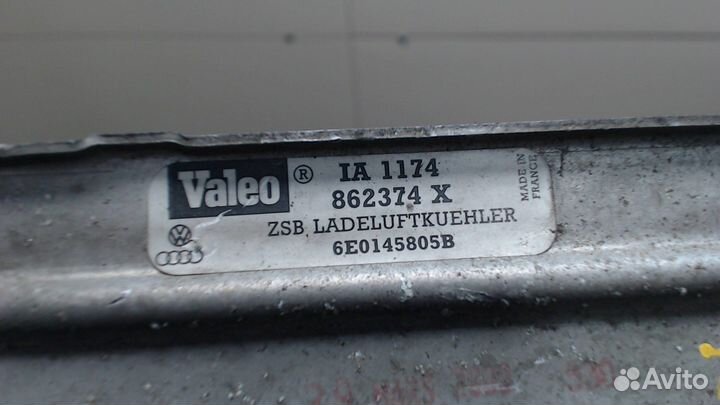 Valeo ® IA 1174
862374 X
MADE IN
FRANCE
ZSB LADELUFTKUEHLER
6E0145805B
Avito